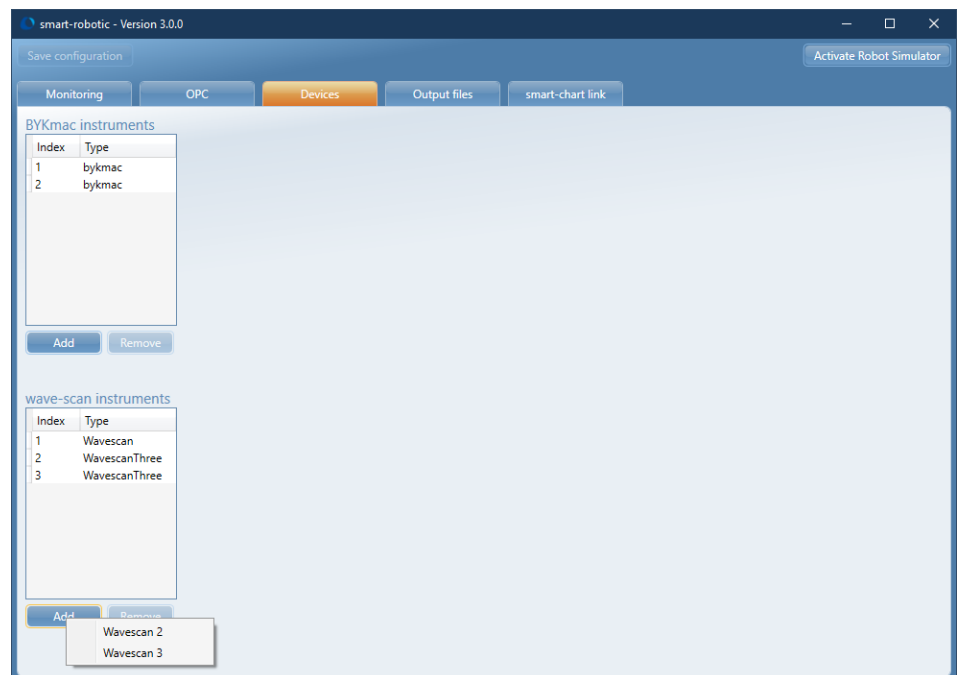 smart-robotic - Version 3.0.0
Save configuration
Activate Robot Simulator
Monitoring OPC Devices Output files smart-chart link
BYKmac instruments
Index Type
1 bykmac
2 bykmac
Add Remove
wave-scan instruments
Index Type
1 Wavescan
2 WavescanThree
3 WavescanThree
Add Remove
Wavescan 2
Wavescan 3